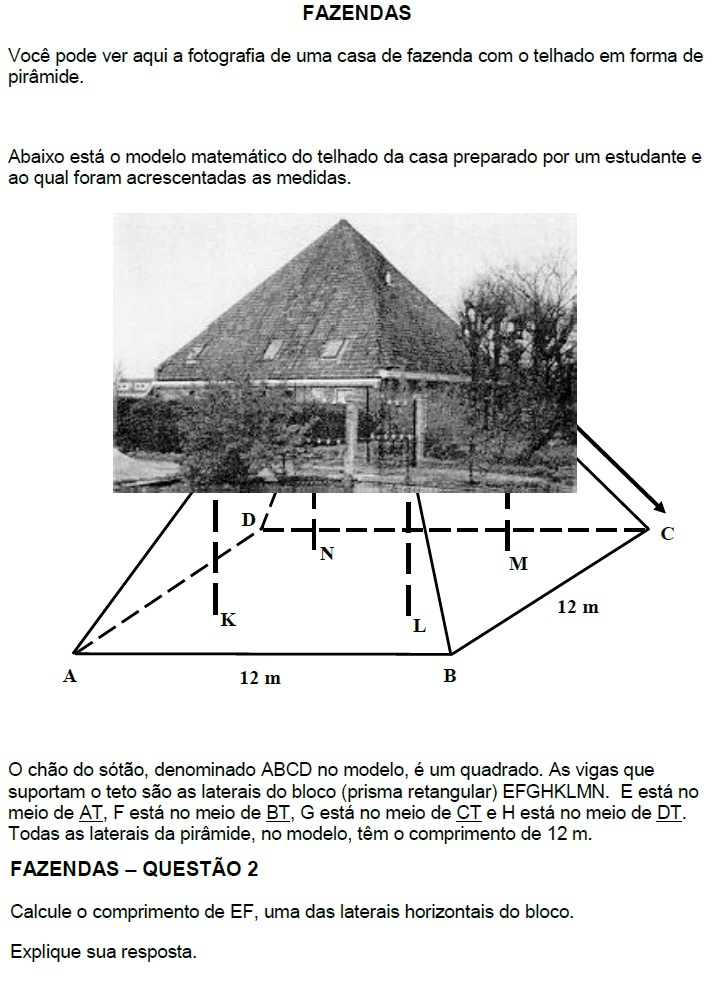 FAZENDAS
Você pode ver aqui a fotografia de uma casa de fazenda com o telhado em forma de
pirâmide.
Abaixo está o modelo matemático do telhado da casa preparado por um estudante e
ao qual foram acrescentadas as medidas.
D
N
M
C
K
L
12 m
A
12 m
B
O chão do sótão, denominado ABCD no modelo, é um quadrado. As vigas que
suportam o teto são as laterais do bloco (prisma retangular) EFGHKLMN. E está no
meio de AT, F está no meio de BT, G está no meio de CT e H está no meio de DT.
Todas as laterais da pirâmide, no modelo, têm o comprimento de 12 m.
FAZENDAS – QUESTÃO 2
Calcule o comprimento de EF, uma das laterais horizontais do bloco.
Explique sua resposta.